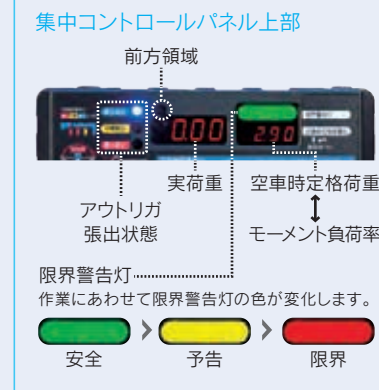 集中コントロールパネル上部
前方領域
0.00
290
実荷重
空車時定格荷重
アウトリガ
張出状態
モーメント負荷率
限界警告灯
作業にあわせて限界警告灯の色が変化します。
安全
予告
限界